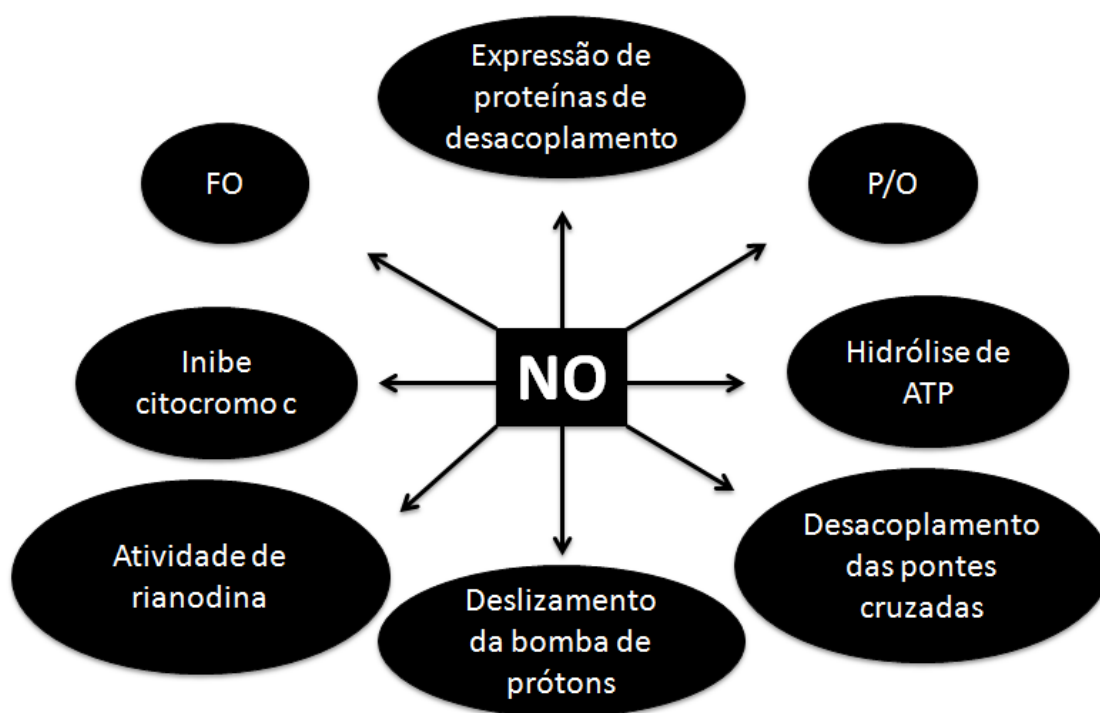 Expressão de
proteínas de
desacoplamento
FO
P/O
NO
Inibe
citocromo c
Hidrólise de
ATP
Atividade de
rianodina
Deslizamento
da bomba de
prótons
Desacoplamento
das pontes
cruzadas